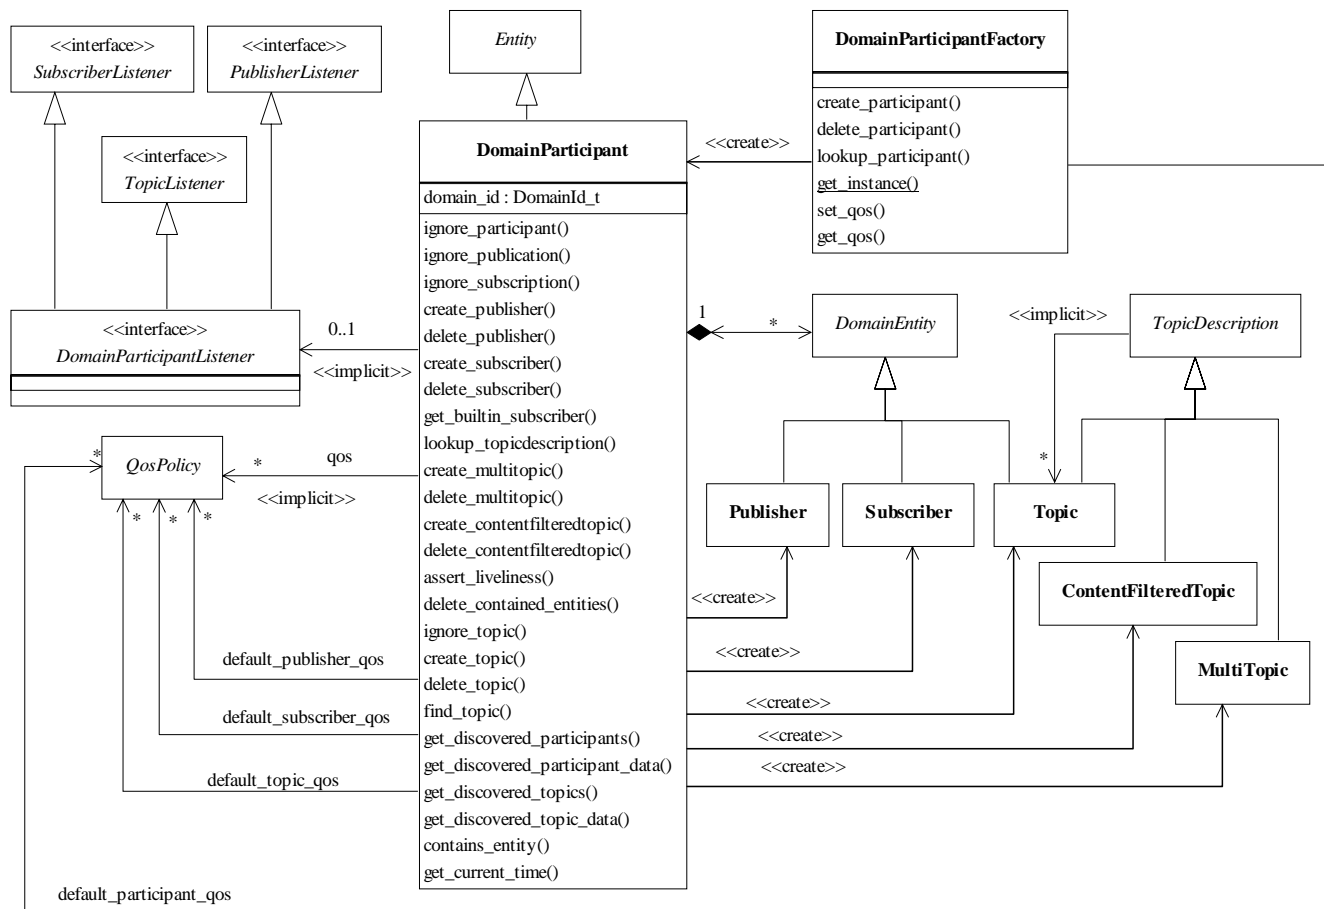 <<interface>>
SubscriberListener
<<interface>>
PublisherListener
<<interface>>
TopicListener
<<interface>>
DomainParticipantListener
Entity
DomainParticipantFactory
create_participant()
delete_participant()
lookup_participant()
get_instance()
set_qos()
get_qos()
<<create>>
DomainParticipant
domain_id : DomainId_t
ignore_participant()
ignore_publication()
ignore_subscription()
create_publisher()
delete_publisher()
create_subscriber()
delete_subscriber()
get_builtin_subscriber()
lookup_topicdescription()
create_multitopic()
delete_multitopic()
create_contentfilteredtopic()
delete_contentfilteredtopic()
assert_liveliness()
delete_contained_entities()
ignore_topic()
create_topic()
delete_topic()
find_topic()
get_discovered_participants()
get_discovered_participant_data()
get_discovered_topics()
get_discovered_topic_data()
contains_entity()
get_current_time()
0..1
<<implicit>>
QosPolicy
*
*
qos
<<implicit>>
* * *
default_publisher_qos
default_subscriber_qos
default_topic_qos
default_participant_qos
1
*
DomainEntity
<<implicit>>
TopicDescription
*
Publisher
Subscriber
Topic
ContentFilteredTopic
MultiTopic
<<create>>
<<create>>
<<create>>
<<create>>
<<create>>